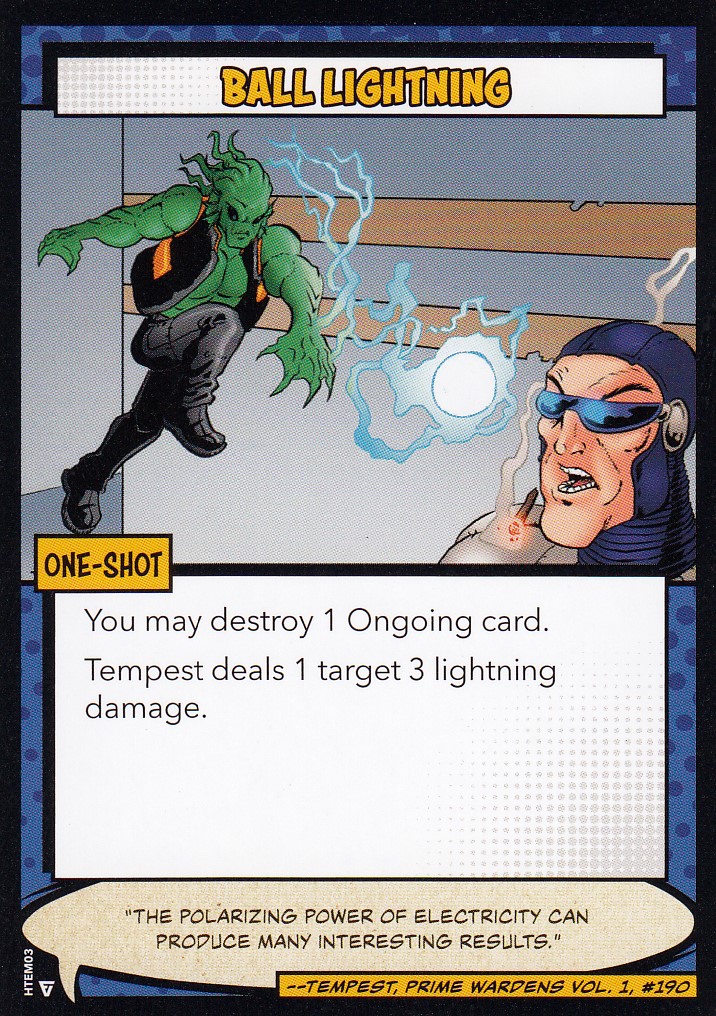 BALL LIGHTNING
ONE-SHOT
You may destroy 1 Ongoing card.
Tempest deals 1 target 3 lightning
damage.
"THE POLARIZING POWER OF ELECTRICITY CAN
PRODUCE MANY INTERESTING RESULTS."
--TEMPEST, PRIME WARDENS VOL. 1, #190
HTEM03